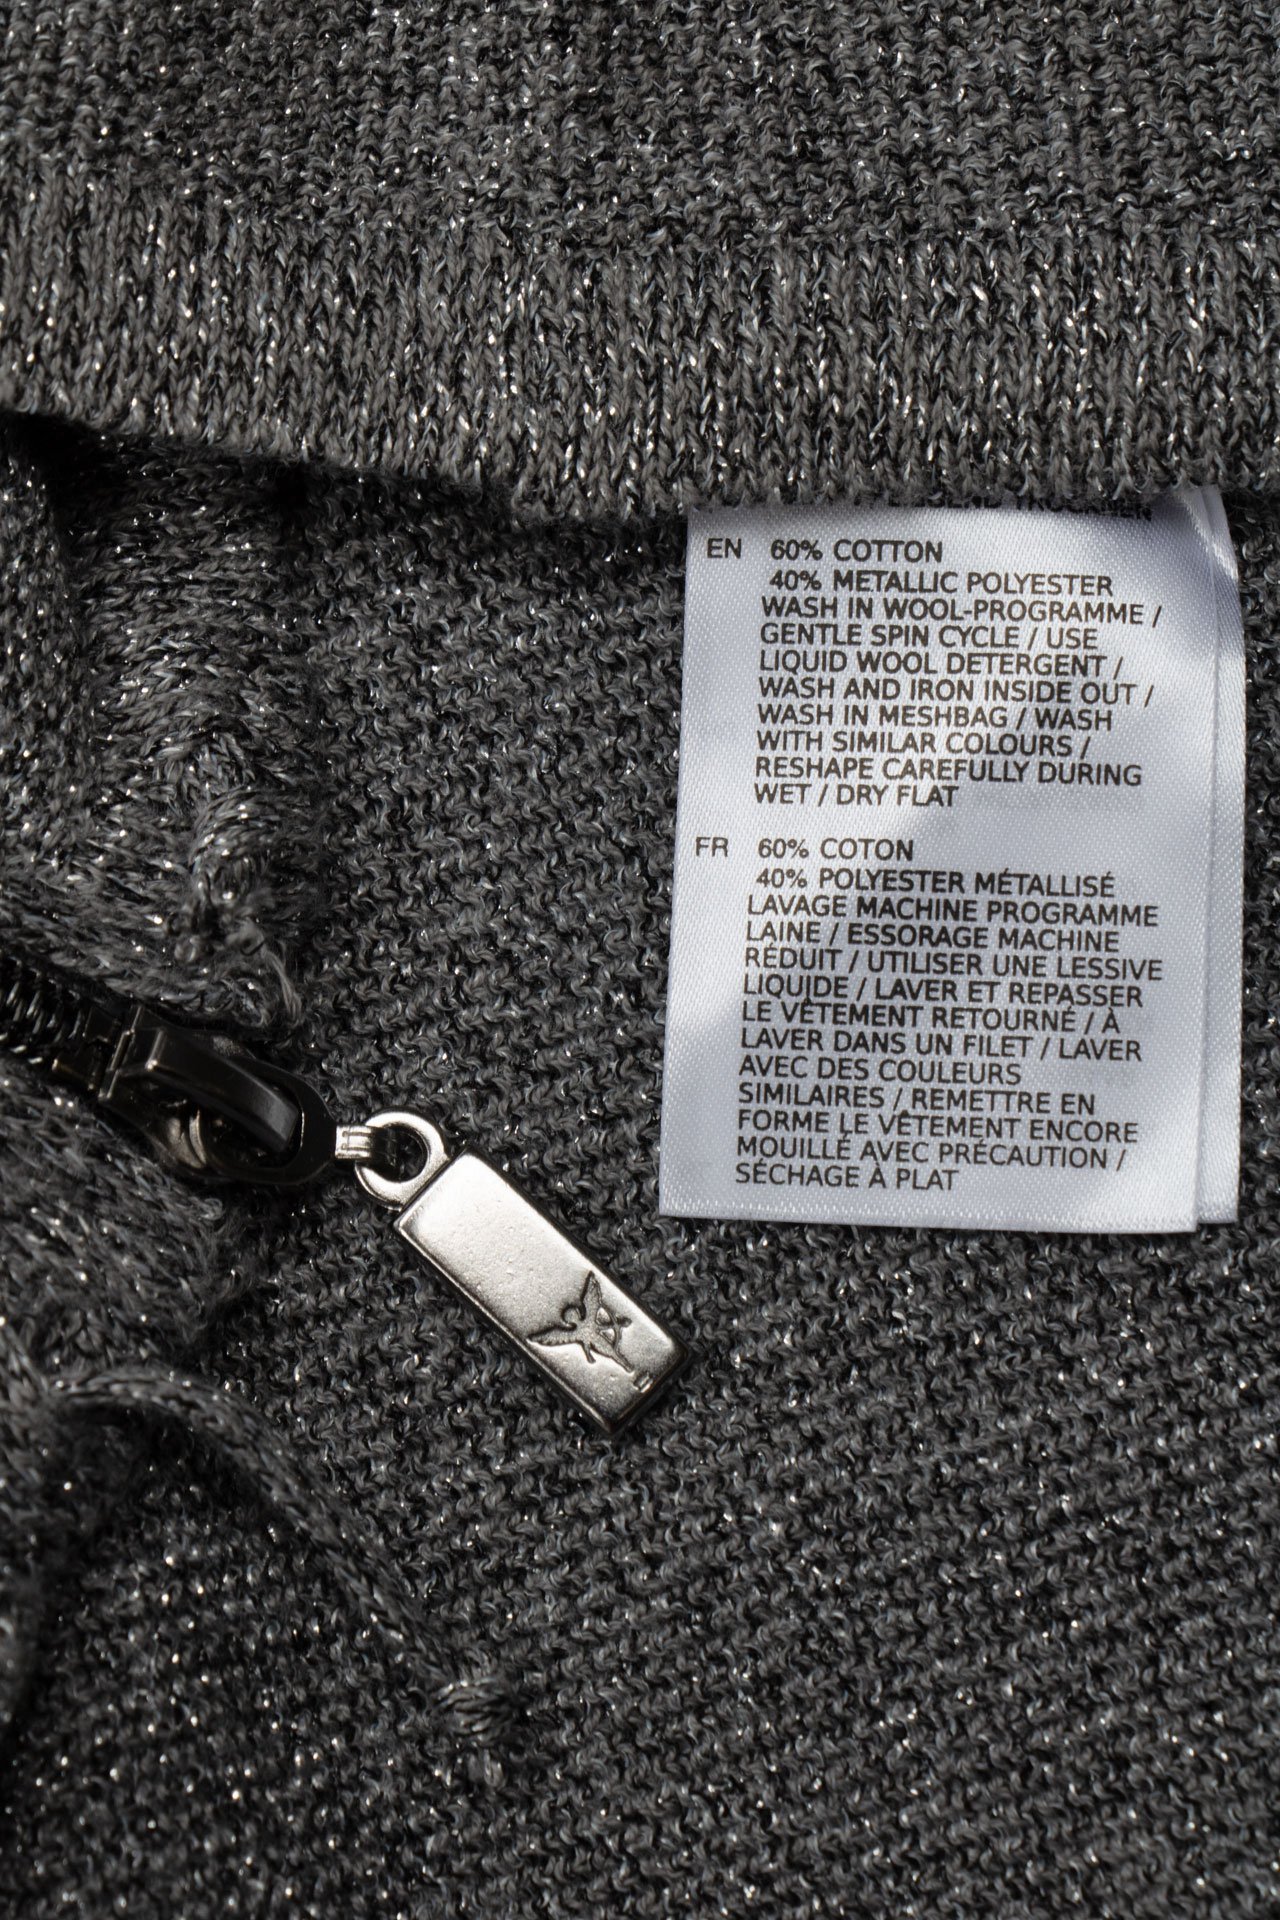 EN 60% COTTON
40% METALLIC POLYESTER
WASH IN WOOL-PROGRAMME /
GENTLE SPIN CYCLE / USE
LIQUID WOOL DETERGENT /
WASH AND IRON INSIDE OUT /
WASH IN MESHBAG / WASH
WITH SIMILAR COLOURS /
RESHAPE CAREFULLY DURING
WET / DRY FLAT
FR 60% COTON
40% POLYESTER MÉTALLISÉ
LAVAGE MACHINE PROGRAMME
LAINE / ESSORAGE MACHINE
RÉDUIT / UTILISER UNE LESSIVE
LIQUIDE / LAVER ET REPASSER
LE VÊTEMENT RETOURNÉ / À
LAVER DANS UN FILET / LAVER
AVEC DES COULEURS
SIMILAIRES / REMETTRE EN
FORME LE VÊTEMENT ENCORE
MOUILLÉ AVEC PRÉCAUTION /
SÉCHAGE À PLAT